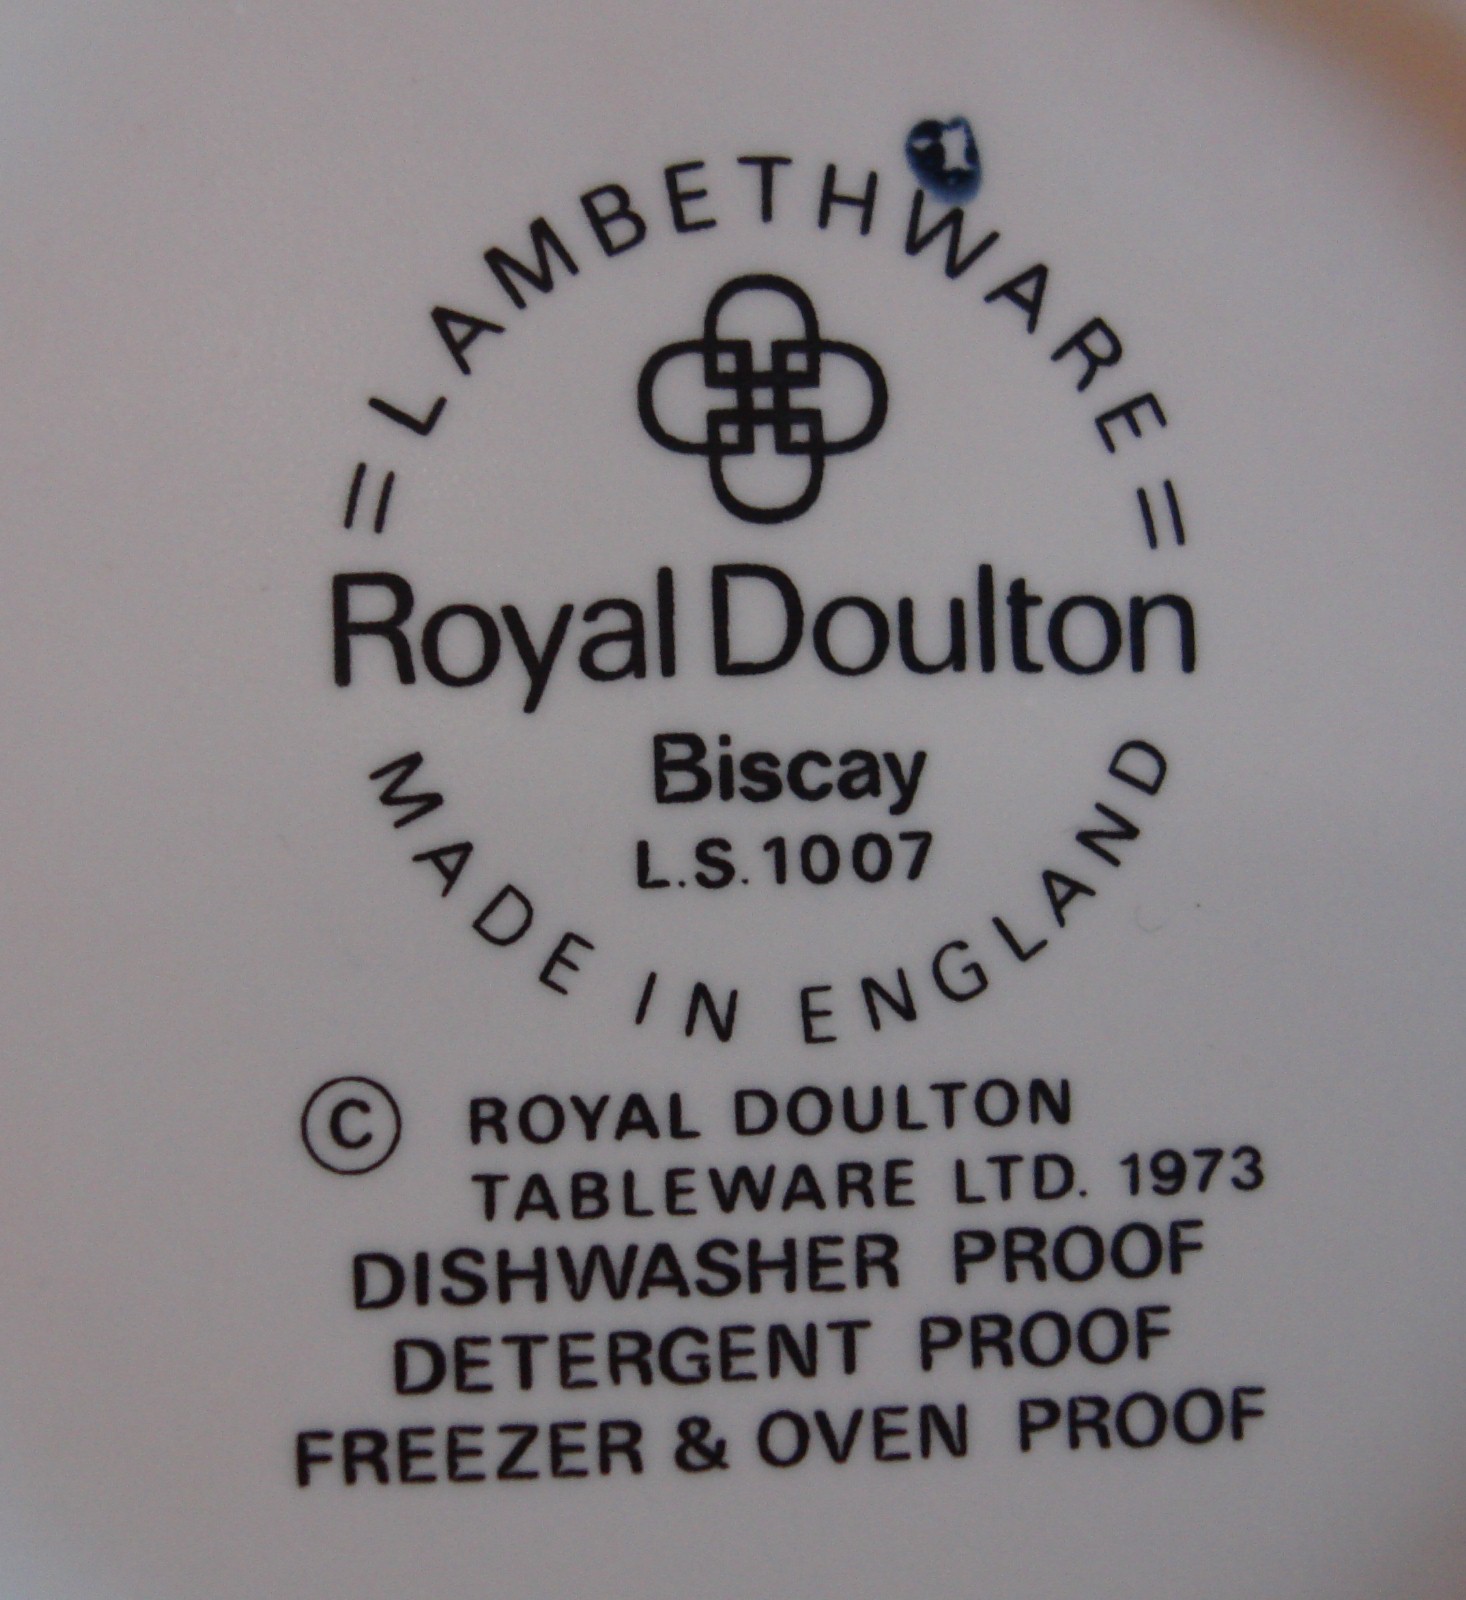 = LAMBETHWARE =
Royal Doulton
Biscay
L.S.1007
MADE IN ENGLAND
© ROYAL DOULTON
TABLEWARE LTD. 1973
DISHWASHER PROOF
DETERGENT PROOF
FREEZER & OVEN PROOF